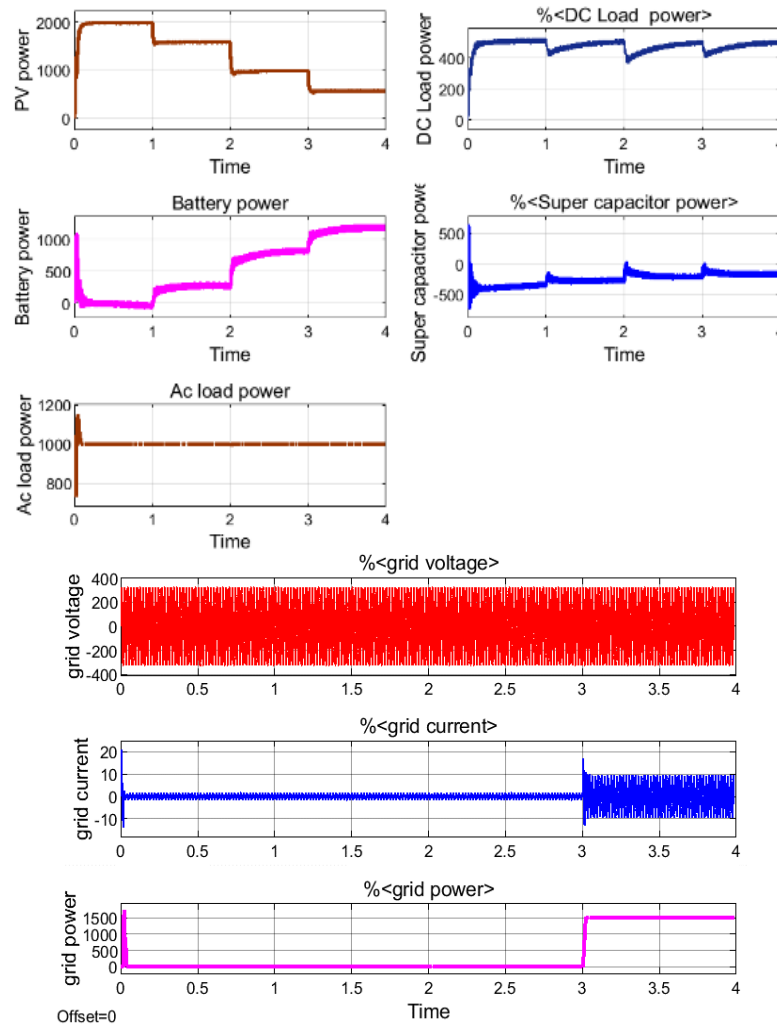 %<DC Load power>
PV power
2000
1000
0
0 1 2 3 4
Time
DC Load power
400
200
0
0 1 2 3
Time
Battery power
Battery power
1000
500
0
0 1 2 3 4
Time
%<Super capacitor power>
Super capacitor powe
500
0
-500
0 1 2 3
Time
Ac load power
Ac load power
1200
1000
800
0 1 2 3 4
Time
%<grid voltage>
grid voltage
400
200
0
-200
-400
0 0.5 1 1.5 2 2.5 3 3.5 4
%<grid current>
grid current
20
10
0
-10
0 0.5 1 1.5 2 2.5 3 3.5 4
%<grid power>
grid power
1500
1000
500
0
0 0.5 1 1.5 2 2.5 3 3.5 4
Offset=0
Time